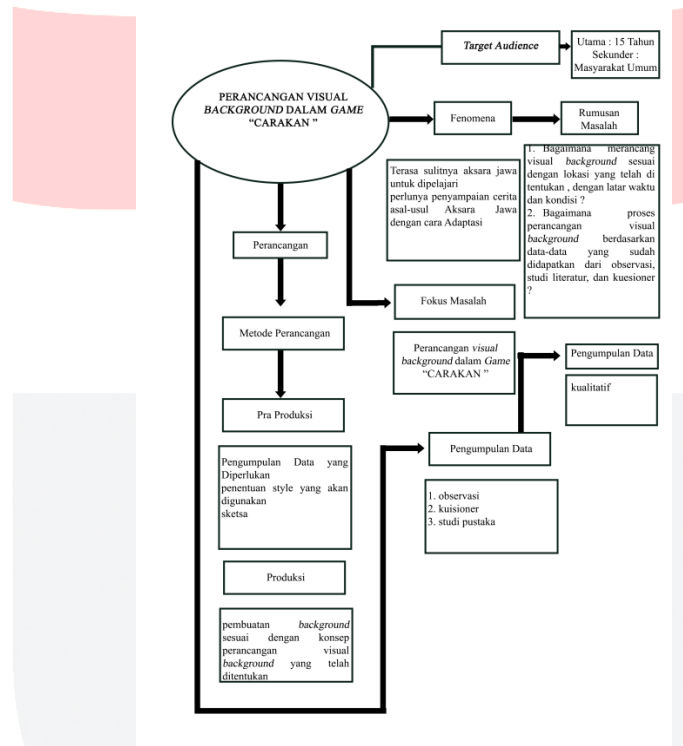 PERANCANGAN VISUAL
BACKGROUND DALAM GAME
“CARAKAN ”
Target Audience
Utama : 15 Tahun
Sekunder :
Masyarakat Umum
Fenomena
Rumusan
Masalah
Terasa sulitnya aksara jawa
untuk dipelajari
perlunya penyampaian cerita
asal-usul Aksara Jawa
dengan cara Adaptasi
1. Bagaimana merancang
visual background sesuai
dengan lokasi yang telah di
tentukan , dengan latar waktu
dan kondisi ?
2. Bagaimana proses
perancangan visual
background berdasarkan
data-data yang sudah
didapatkan dari observasi,
studi literatur, dan kuesioner
?
Perancangan
Fokus Masalah
Perancangan visual
background dalam Game
“CARAKAN ”
Metode Perancangan
Pengumpulan Data
kualitatif
Pra Produksi
Pengumpulan Data
Pengumpulan Data yang
Diperlukan
penentuan style yang akan
digunakan
sketsa
1. observasi
2. kuisioner
3. studi pustaka
Produksi
pembuatan background
sesuai dengan konsep
perancangan visual
background yang telah
ditentukan